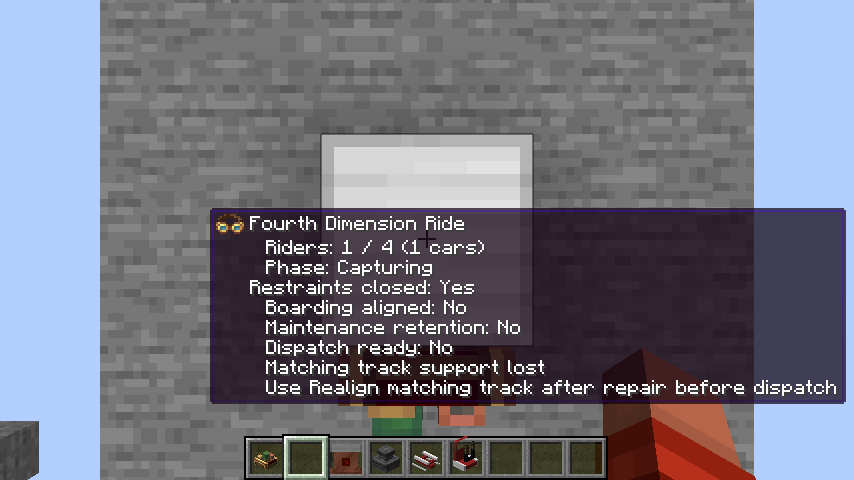 Fourth Dimension Ride
Riders: 1 / 4 (1 cars)
Phase: Capturing
Restraints closed: Yes
Boarding aligned: No
Maintenance retention: No
Dispatch ready: No
Matching track support lost
Use Realign matching track after repair before dispatch